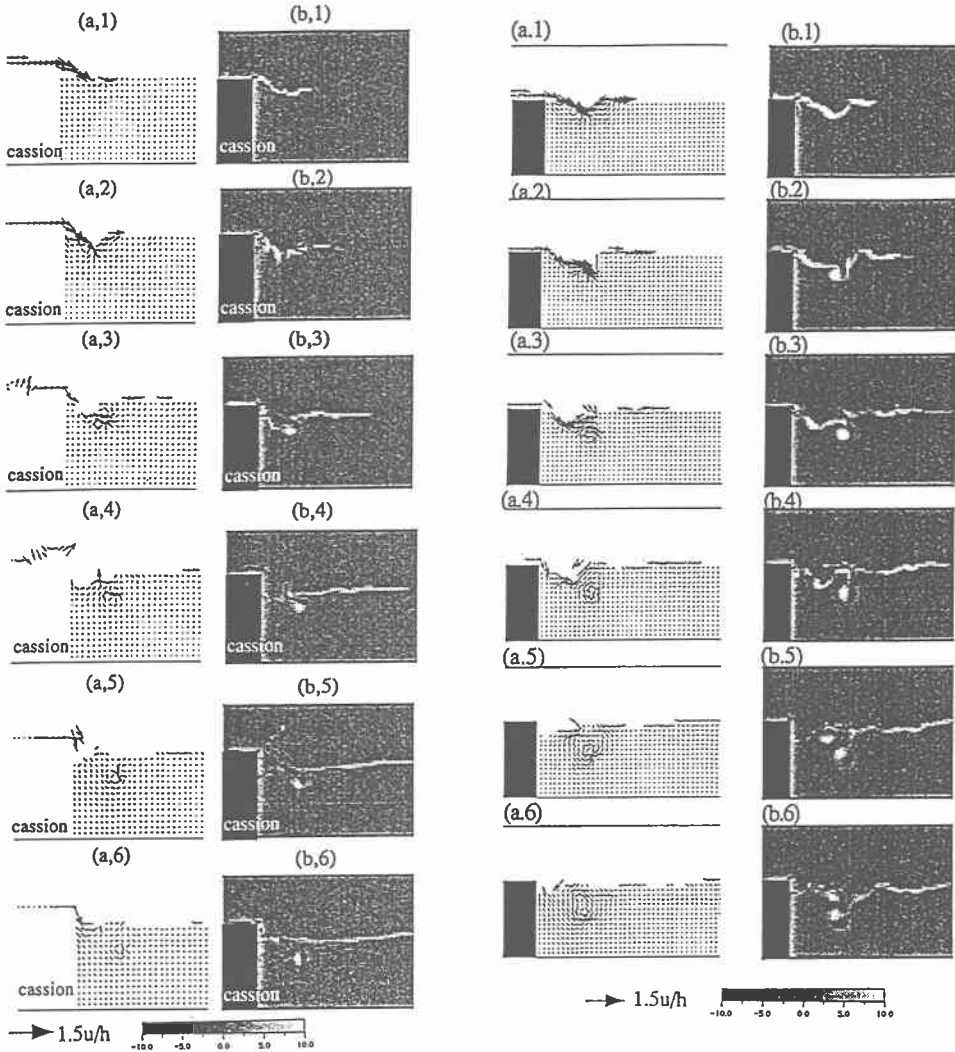 (a,1)
(b,1)
cassion
cassion
(a,2)
(b,2)
cassion
cassion
(a,3)
(b,3)
cassion
cassion
(a,4)
(b,4)
cassion
cassion
(a,5)
(b,5)
cassion
cassion
(a,6)
(b,6)
cassion
cassion
1.5u/h
-10.0 -5.0 0.0 5.0 10.0
(a.1)
(b.1)
(a.2)
(b.2)
(a.3)
(b.3)
(a.4)
(b.4)
(a.5)
(b.5)
(a.6)
(b.6)
1.5u/h
-10.0 -5.0 0.0 5.0 10.0